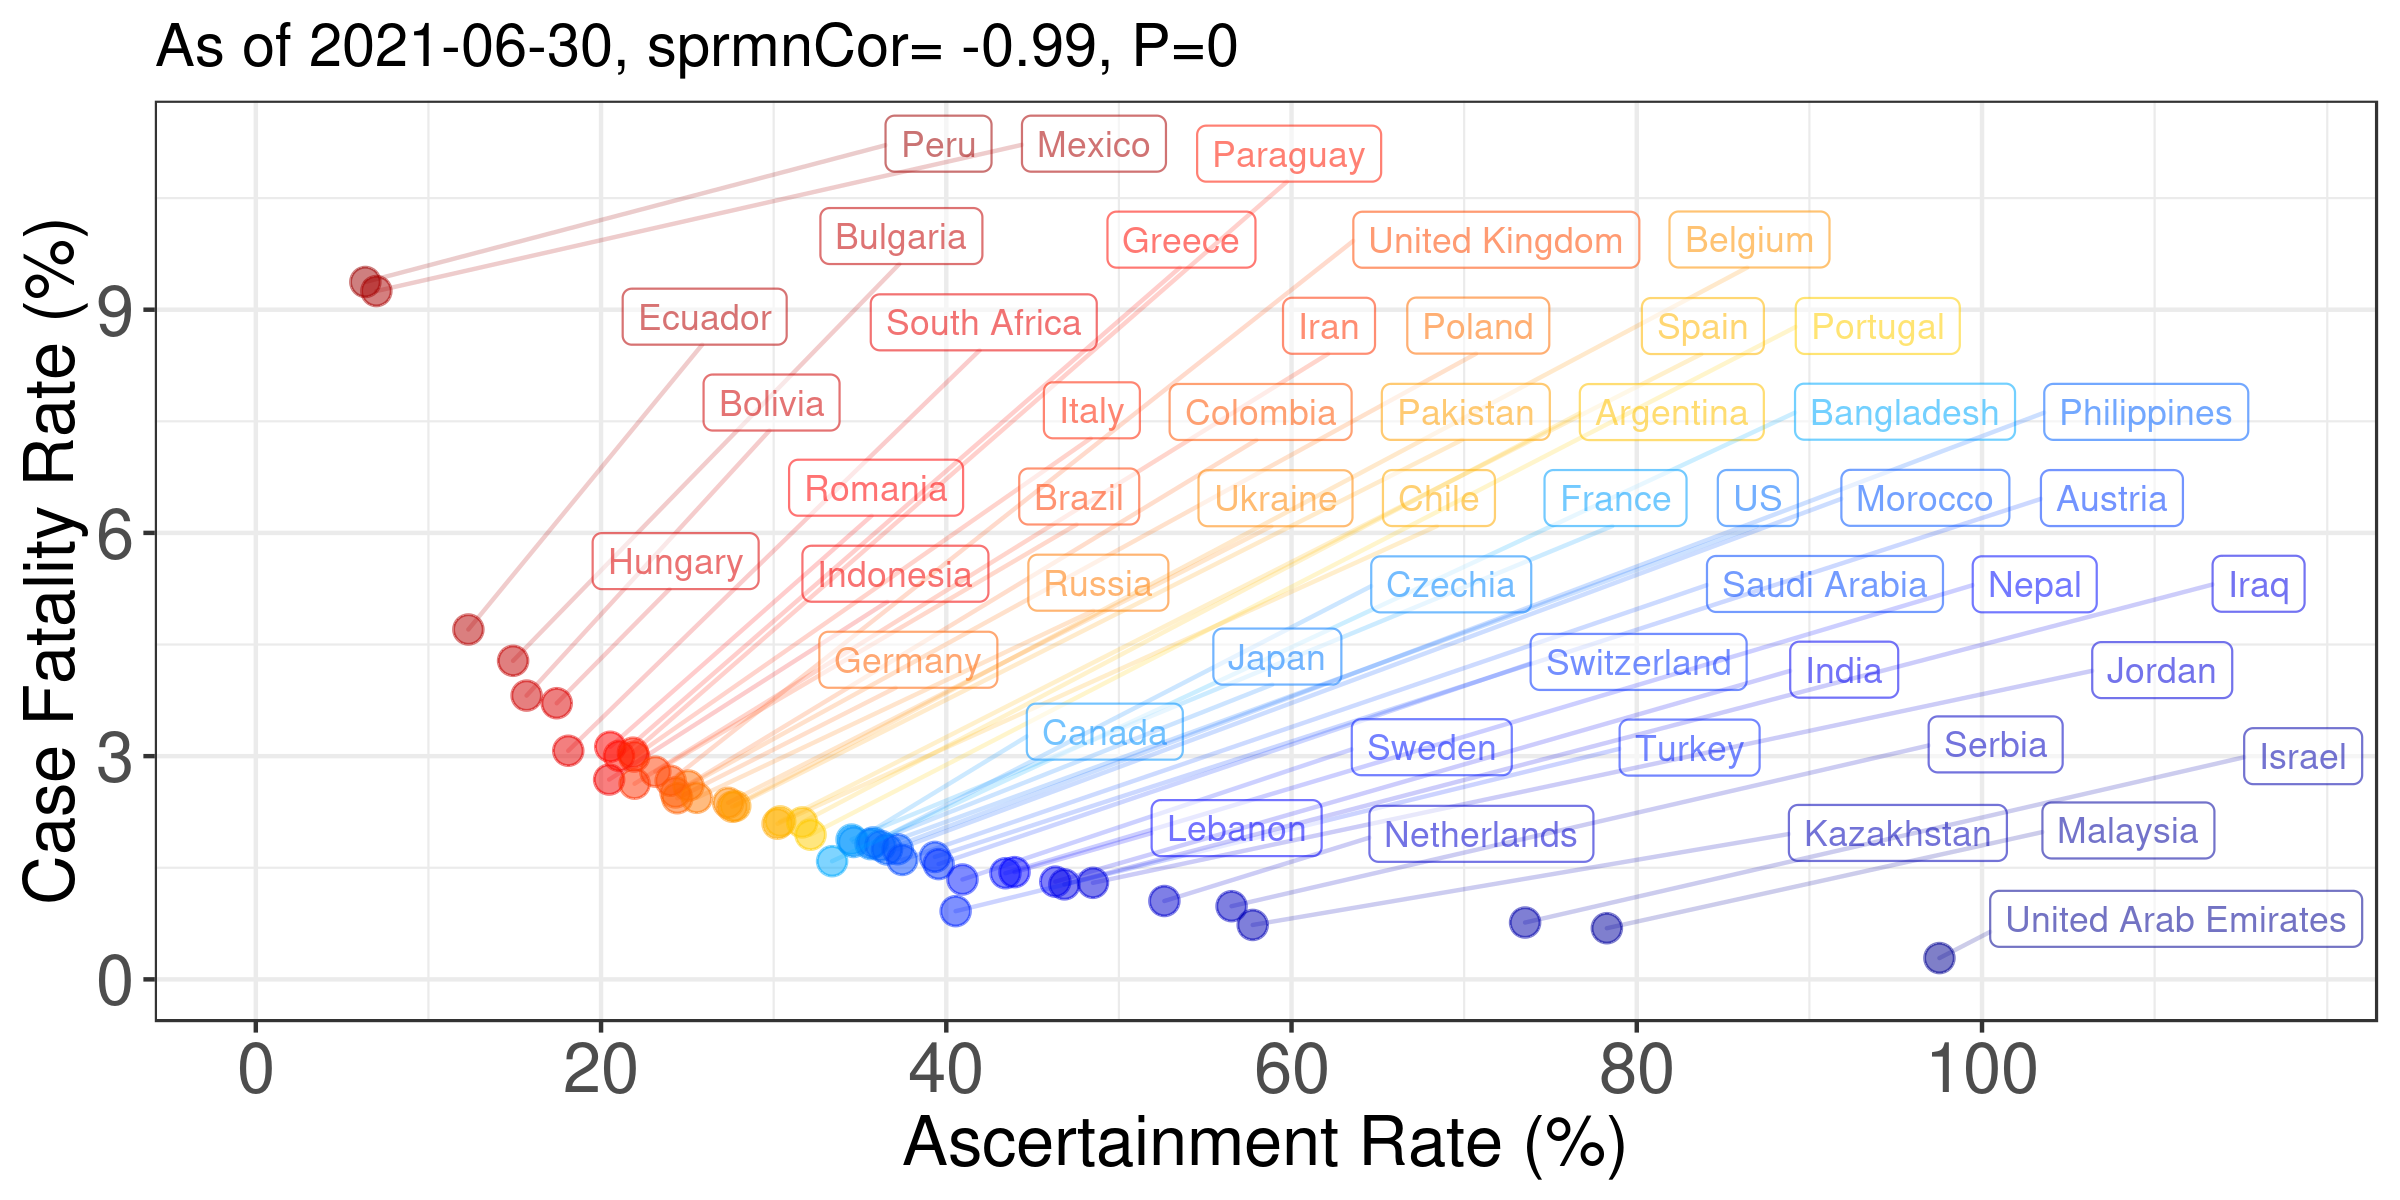 As of 2021-06-30, sprmnCor= -0.99, P=0
Case Fatality Rate (%)
9
6
3
0
Peru
Mexico
Paraguay
Bulgaria
Greece
United Kingdom
Belgium
Ecuador
South Africa
Iran
Poland
Spain
Portugal
Bolivia
Italy
Colombia
Pakistan
Argentina
Bangladesh
Philippines
Romania
Brazil
Ukraine
Chile
France
US
Morocco
Austria
Hungary
Indonesia
Russia
Czechia
Saudi Arabia
Nepal
Iraq
Germany
Japan
Switzerland
India
Jordan
Canada
Sweden
Turkey
Serbia
Israel
Lebanon
Netherlands
Kazakhstan
Malaysia
United Arab Emirates
0
20
40
60
80
100
Ascertainment Rate (%)